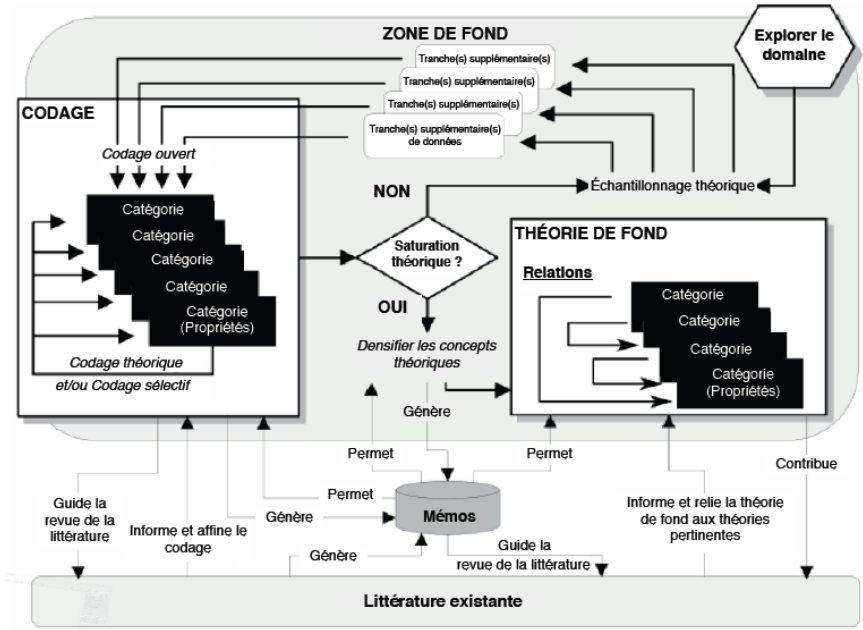 ZONE DE FOND
Explorer le
domaine
Tranche(s) supplémentaire(s)
Tranche(s) supplémentaire(s)
Tranche(s) supplémentaire(s)
Tranche(s) supplémentaire(s)
de données
CODAGE
Codage ouvert
Catégorie
Catégorie
Catégorie
Catégorie
Catégorie
(Propriétés)
Codage théorique
et/ou Codage sélectif
NON
Échantillonnage théorique
Saturation
théorique ?
OUI
Densifier les concepts
théoriques
THÉORIE DE FOND
Relations
Catégorie
Catégorie
Catégorie
Catégorie
(Propriétés)
Génère
Permet
Permet
Contribue
Permet
Guide la
revue de la
littérature
Informe et affine le
codage
Génère
Mémos
Informe et relie la théorie
de fond aux théories
pertinentes
Génère
Guide la
revue de la littérature
Littérature existante